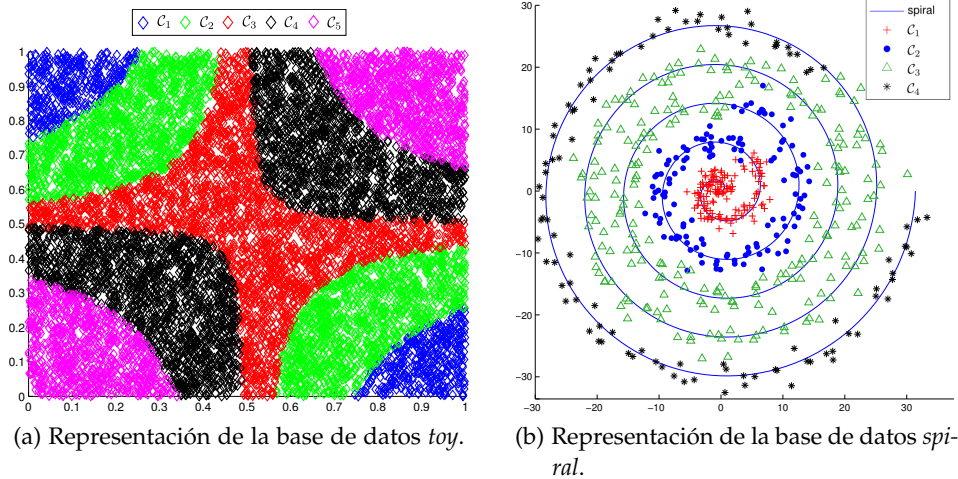 C₁ C₂ C₃ C₄ C₅
1
0.9
0.8
0.7
0.6
0.5
0.4
0.3
0.2
0.1
0
0 0.1 0.2 0.3 0.4 0.5 0.6 0.7 0.8 0.9 1
(a) Representación de la base de datos toy.
spiral
C₁
C₂
C₃
C₄
30
20
10
0
−10
−20
−30
−30 −20 −10 0 10 20 30
(b) Representación de la base de datos spi-
ral.